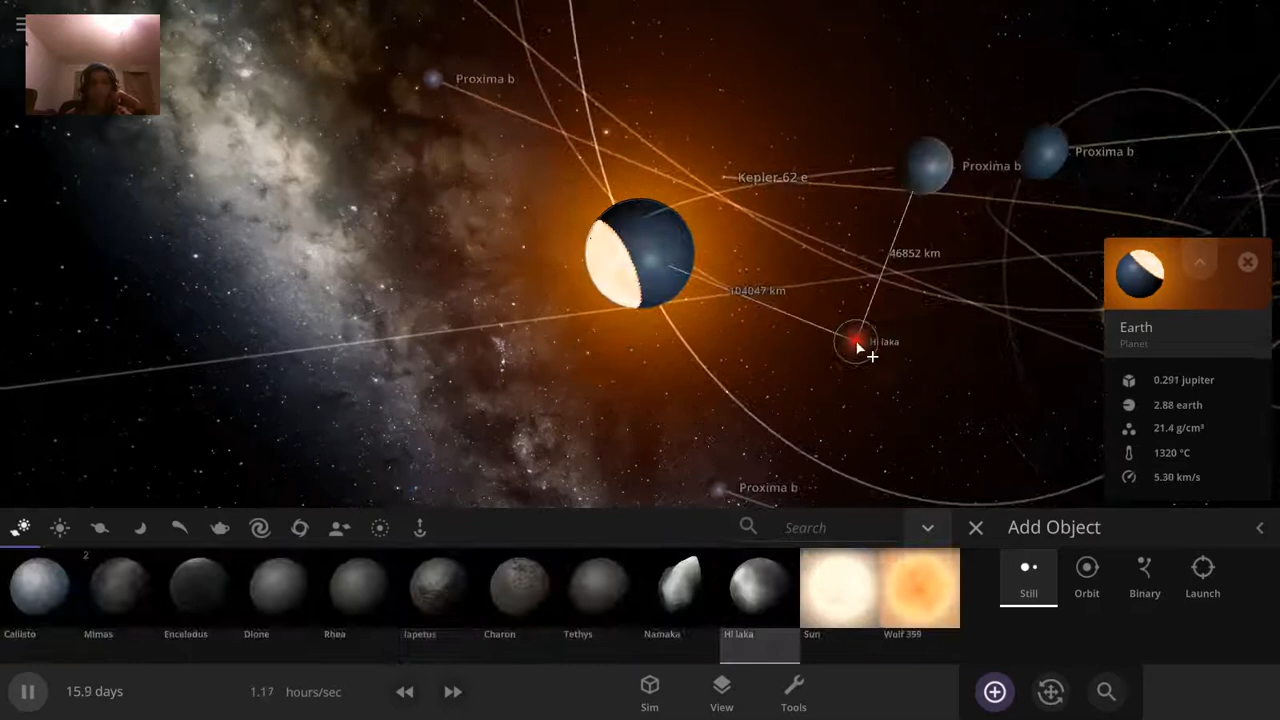 Proxima b
Proxima b
Proxima b
Kepler-62 e
46852 km
104047 km
Hi'iaka
Proxima b
Earth
Planet
0.291 jupiter
2.88 earth
21.4 g/cm³
1320 °C
5.30 km/s
Search
Add Object
2
Still
Orbit
Binary
Launch
Callisto
Mimas
Enceladus
Dione
Rhea
Iapetus
Charon
Tethys
Namaka
Hi'iaka
Sun
Wolf 359
15.9 days
1.17 hours/sec
Sim
View
Tools